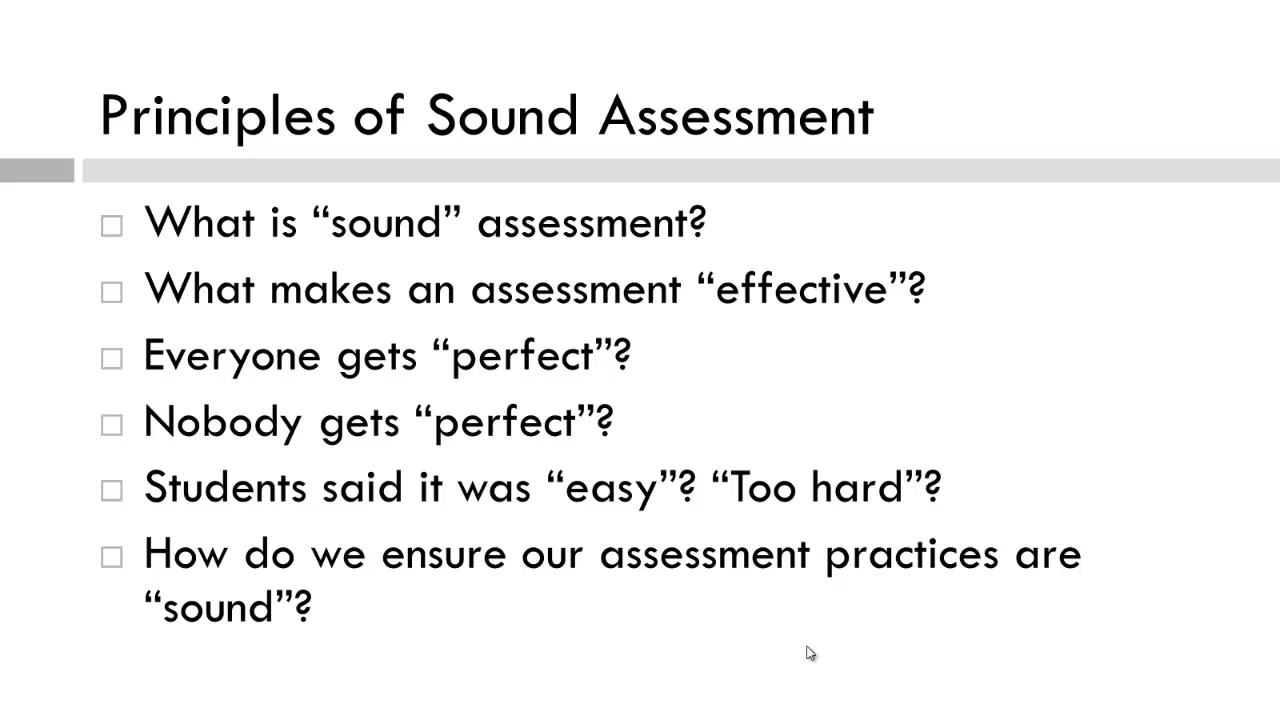 Principles of Sound Assessment
What is “sound” assessment?
What makes an assessment “effective”?
Everyone gets “perfect”?
Nobody gets “perfect”?
Students said it was “easy”? “Too hard”?
How do we ensure our assessment practices are
“sound”?